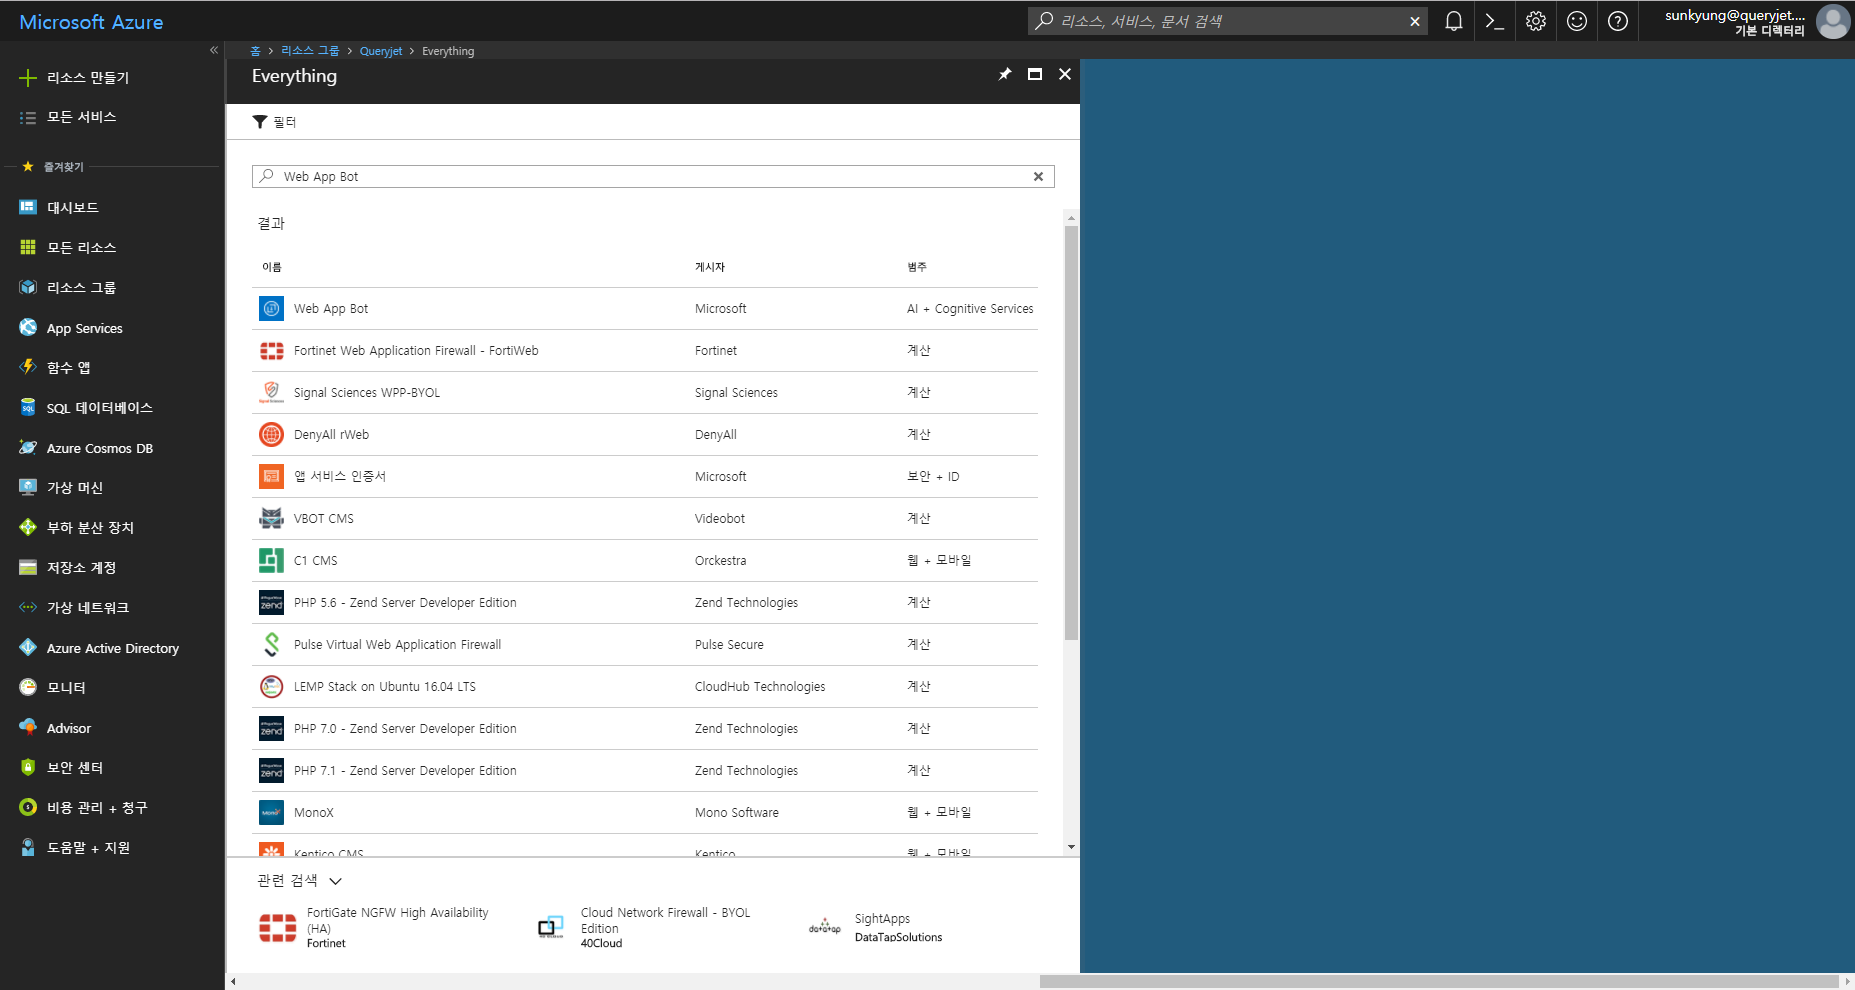 Microsoft Azure
리소스, 서비스, 문서 검색
sunkyung@queryjet....
기본 디렉터리
홈 > 리소스 그룹 > Queryjet > Everything
리소스 만들기
모든 서비스
즐겨찾기
대시보드
모든 리소스
리소스 그룹
App Services
함수 앱
SQL 데이터베이스
Azure Cosmos DB
가상 머신
부하 분산 장치
저장소 계정
가상 네트워크
Azure Active Directory
모니터
Advisor
보안 센터
비용 관리 + 청구
도움말 + 지원
Everything
필터
Web App Bot
결과
이름 게시자 범주
Web App Bot Microsoft AI + Cognitive Services
Fortinet Web Application Firewall - FortiWeb Fortinet 계산
Signal Sciences WPP-BYOL Signal Sciences 계산
DenyAll rWeb DenyAll 계산
앱 서비스 인증서 Microsoft 보안 + ID
VBOT CMS Videobot 계산
C1 CMS Orckestra 웹 + 모바일
PHP 5.6 - Zend Server Developer Edition Zend Technologies 계산
Pulse Virtual Web Application Firewall Pulse Secure 계산
LEMP Stack on Ubuntu 16.04 LTS CloudHub Technologies 계산
PHP 7.0 - Zend Server Developer Edition Zend Technologies 계산
PHP 7.1 - Zend Server Developer Edition Zend Technologies 계산
MonoX Mono Software 웹 + 모바일
Kentico CMS Kentico 웹 + 모바일
관련 검색
FortiGate NGFW High Availability
(HA)
Fortinet
Cloud Network Firewall - BYOL
Edition
40Cloud
datatap
SightApps
DataTapSolutions